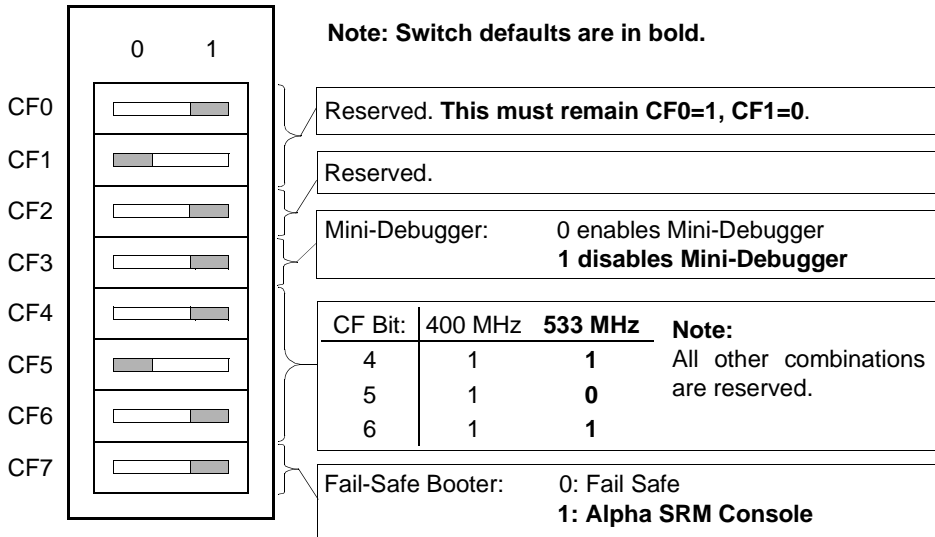 Note: Switch defaults are in bold.
0 1
CF0
Reserved. This must remain CF0=1, CF1=0.
CF1
Reserved.
CF2
Mini-Debugger: 0 enables Mini-Debugger
1 disables Mini-Debugger
CF3
CF4
CF Bit: 400 MHz 533 MHz
4 1 1
5 1 0
6 1 1
Note:
All other combinations
are reserved.
CF5
CF6
CF7
Fail-Safe Booter: 0: Fail Safe
1: Alpha SRM Console